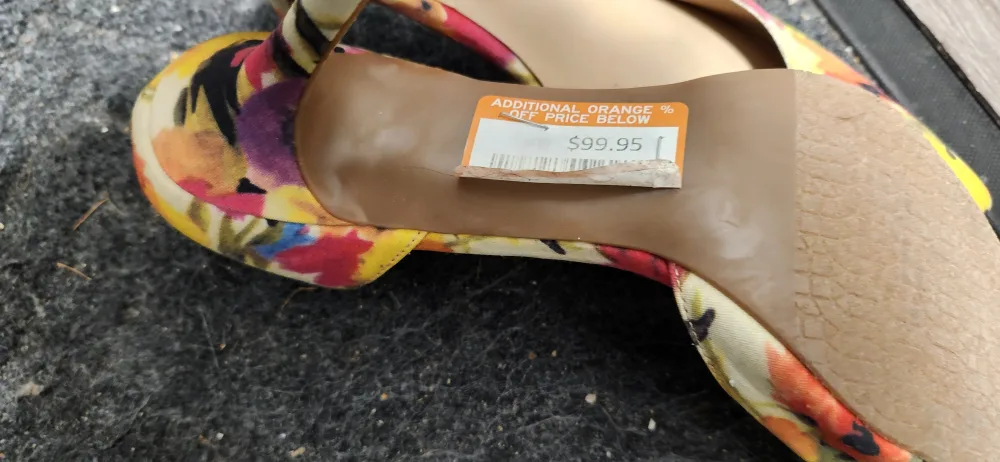 ADDITIONAL ORANGE %
OFF PRICE BELOW
$99.95